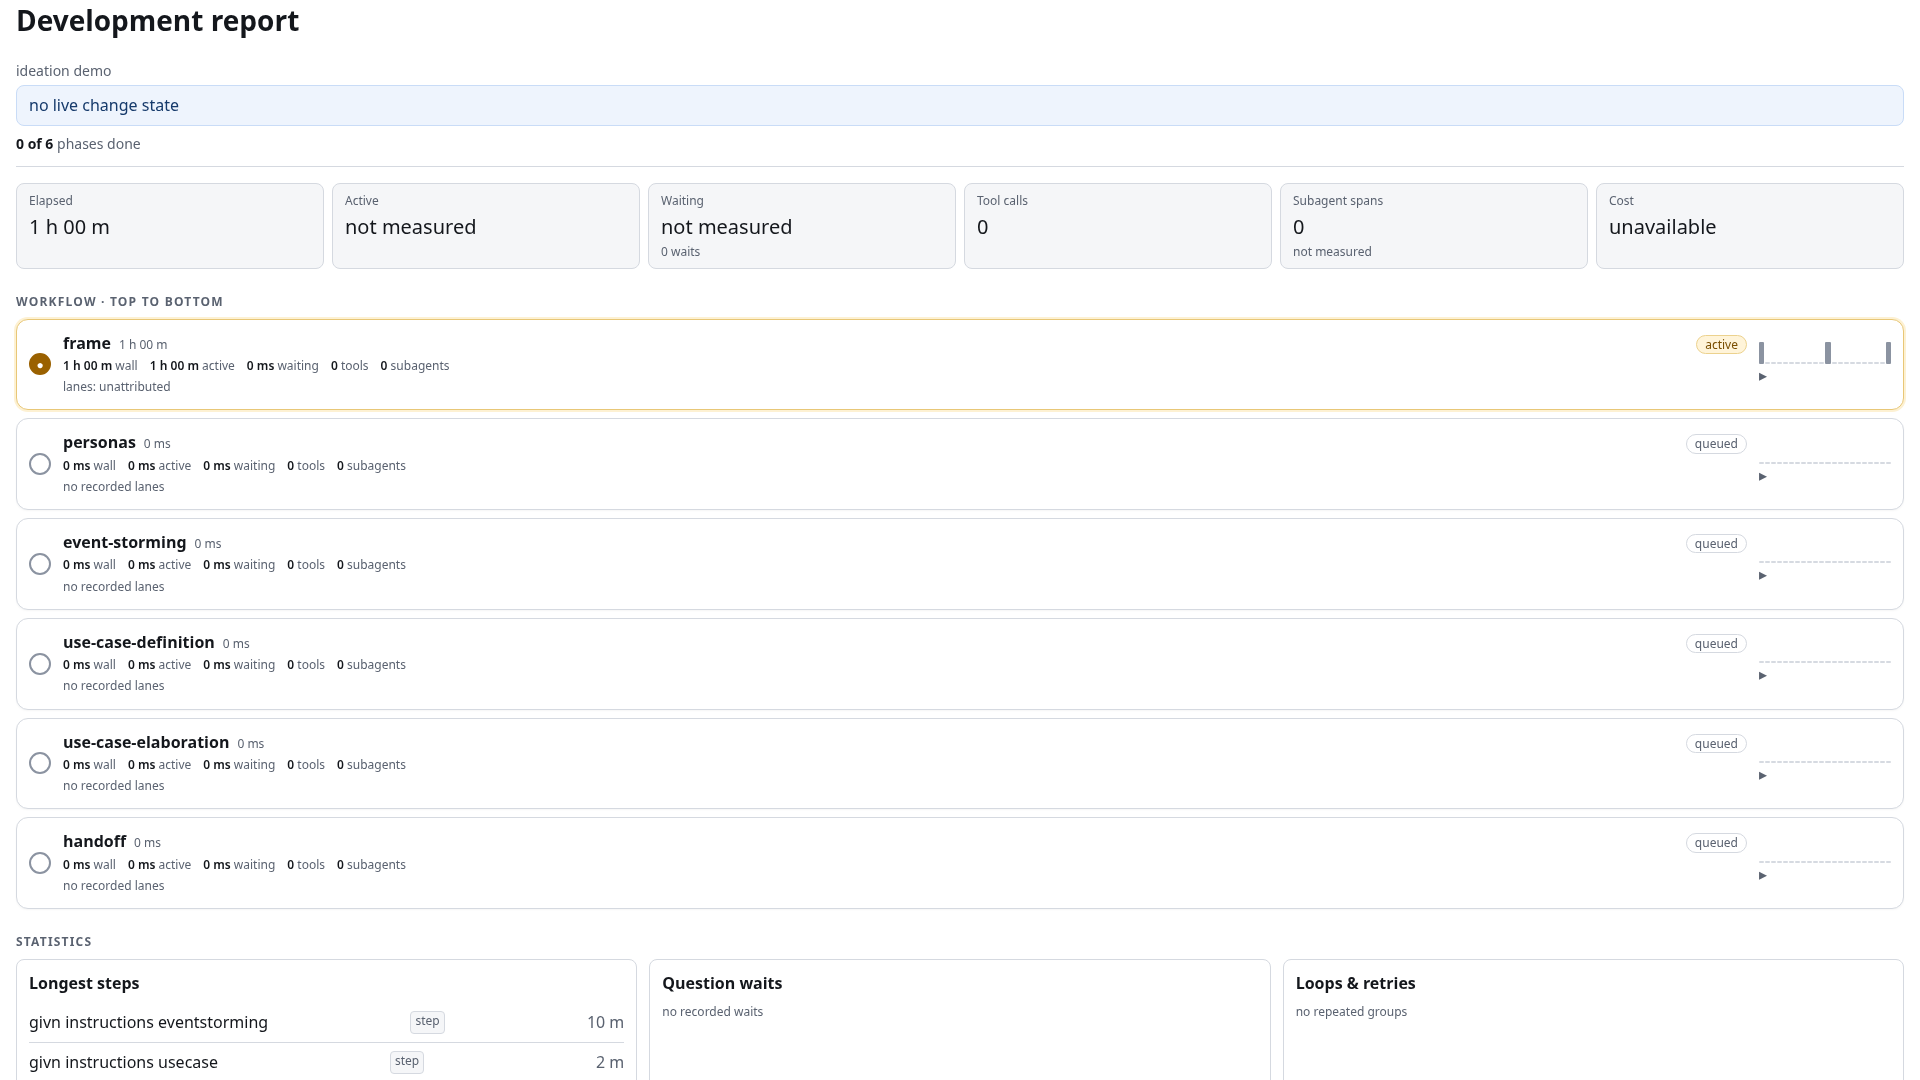 Development report
ideation demo
no live change state
0 of 6 phases done
Elapsed
1 h 00 m
Active
not measured
Waiting
not measured
0 waits
Tool calls
0
Subagent spans
0
not measured
Cost
unavailable
WORKFLOW · TOP TO BOTTOM
frame 1 h 00 m
active
1 h 00 m wall 1 h 00 m active 0 ms waiting 0 tools 0 subagents
lanes: unattributed
personas 0 ms
queued
0 ms wall 0 ms active 0 ms waiting 0 tools 0 subagents
no recorded lanes
event-storming 0 ms
queued
0 ms wall 0 ms active 0 ms waiting 0 tools 0 subagents
no recorded lanes
use-case-definition 0 ms
queued
0 ms wall 0 ms active 0 ms waiting 0 tools 0 subagents
no recorded lanes
use-case-elaboration 0 ms
queued
0 ms wall 0 ms active 0 ms waiting 0 tools 0 subagents
no recorded lanes
handoff 0 ms
queued
0 ms wall 0 ms active 0 ms waiting 0 tools 0 subagents
no recorded lanes
STATISTICS
Longest steps
givn instructions eventstorming step 10 m
givn instructions usecase step 2 m
Question waits
no recorded waits
Loops & retries
no repeated groups